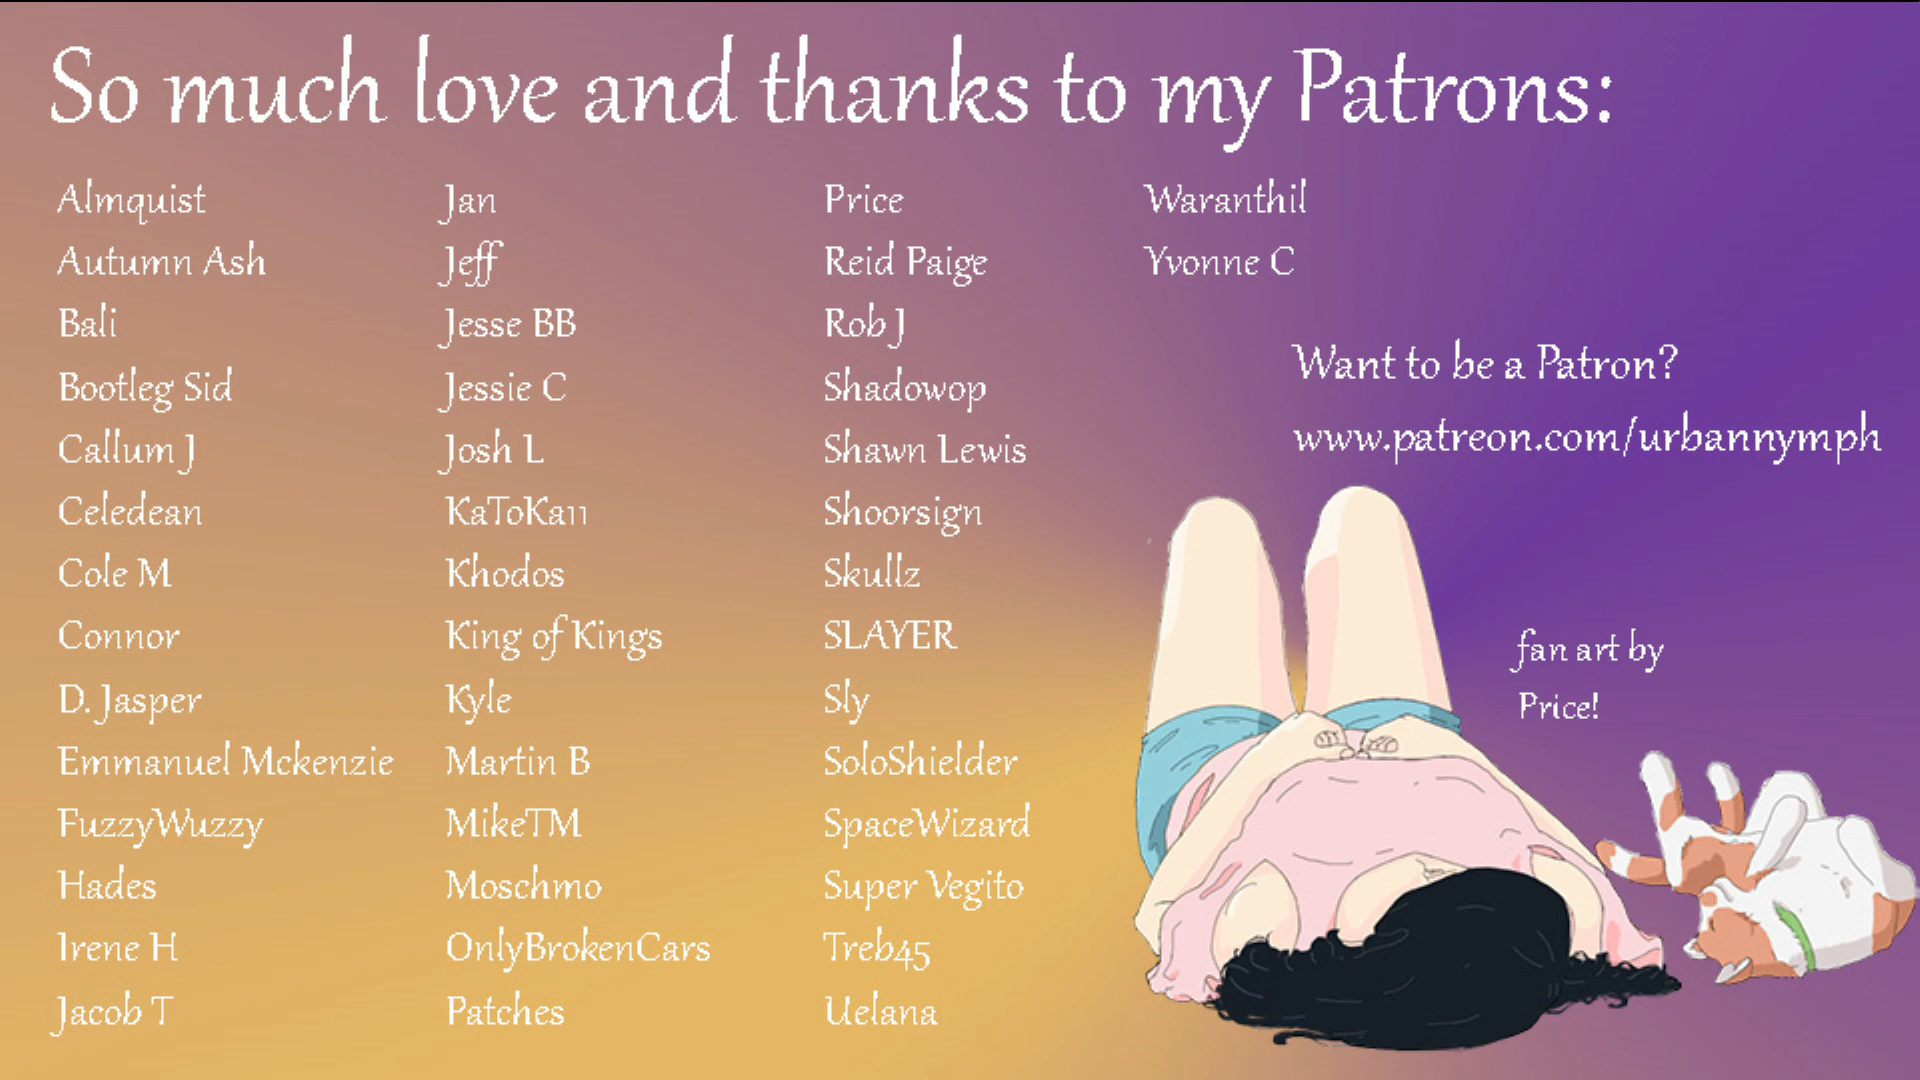 So much love and thanks to my Patrons:
Almquist
Autumn Ash
Bali
Bootleg Sid
Callum J
Celedean
Cole M
Connor
D. Jasper
Emmanuel Mckenzie
FuzzyWuzzy
Hades
Irene H
Jacob T
Jan
Jeff
Jesse BB
Jessie C
Josh L
KaToKa11
Khodos
King of Kings
Kyle
Martin B
MikeTM
Moschmo
OnlyBrokenCars
Patches
Price
Reid Paige
Rob J
Shadowop
Shawn Lewis
Shoorsign
Skullz
SLAYER
Sly
SoloShielder
SpaceWizard
Super Vegito
Treb45
Uelana
Waranthil
Yvonne C
Want to be a Patron?
www.patreon.com/urbannymph
fan art by
Price!